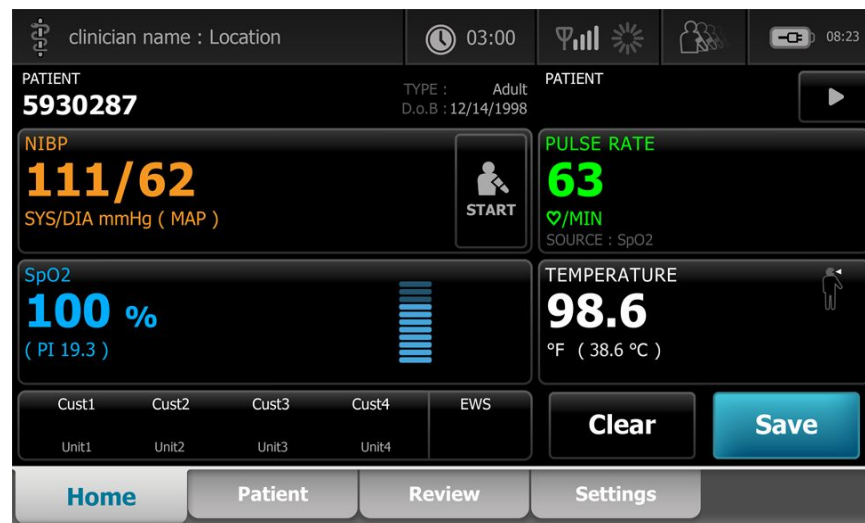 clinician name : Location
03:00
08:23
PATIENT
5930287
TYPE : Adult
D.o.B : 12/14/1998
PATIENT
NIBP
111/62
SYS/DIA mmHg ( MAP )
START
PULSE RATE
63
♡/MIN
SOURCE : SpO2
SpO2
100 %
( PI 19.3 )
TEMPERATURE
98.6
°F ( 38.6 °C )
Cust1 Cust2 Cust3 Cust4 EWS
Unit1 Unit2 Unit3 Unit4
Clear Save
Home Patient Review Settings